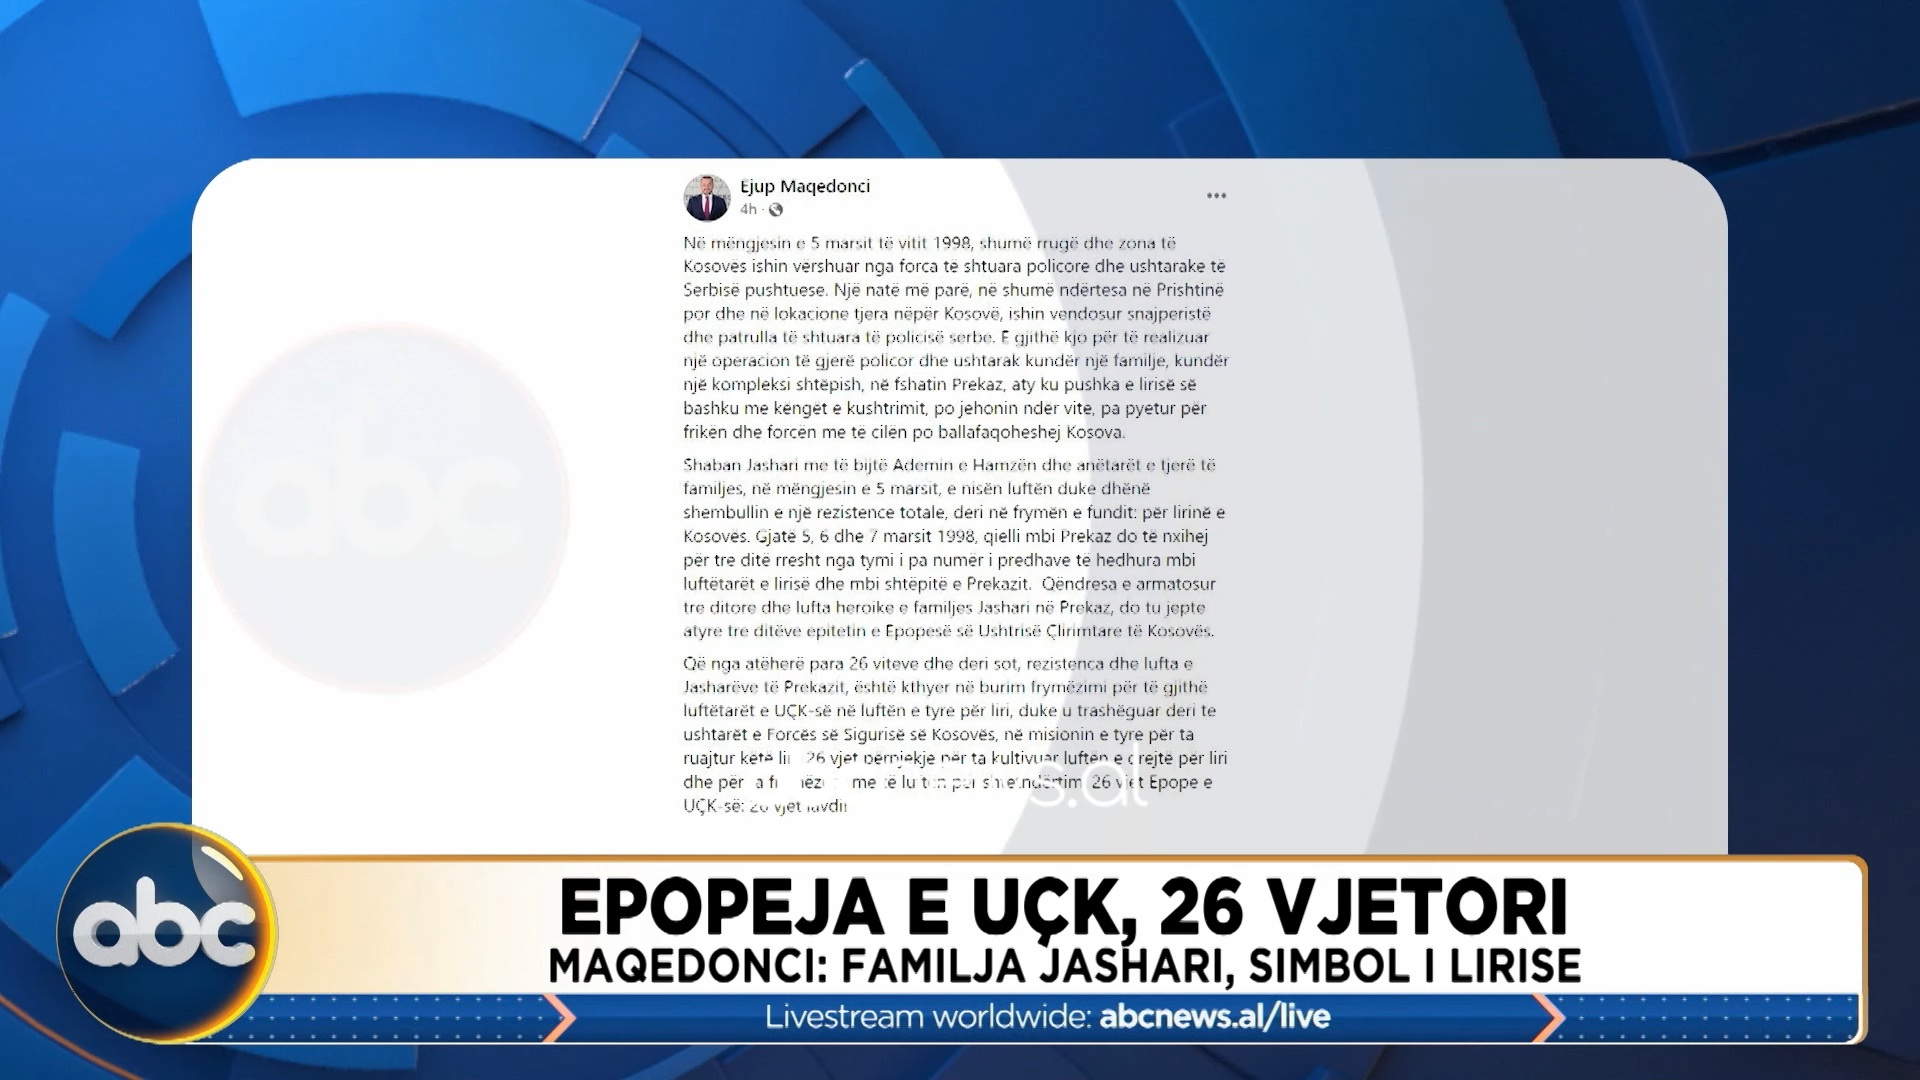 Ejup Maqedonci
4h ·
Në mëngjesin e 5 marsit të vitit 1998, shumë rrugë dhe zona të
Kosovës ishin vërshuar nga forca të shtuara policore dhe ushtarake të
Serbisë pushtuese. Një natë më parë, në shumë ndërtesa në Prishtinë
por dhe në lokacione tjera nëpër Kosovë, ishin vendosur snajperistë
dhe patrulla të shtuara të policisë serbe. E gjithë kjo për të realizuar
një operacion të gjerë policor dhe ushtarak kundër një familje, kundër
një kompleksi shtëpish, në fshatin Prekaz, aty ku pushka e lirisë së
bashku me këngët e kushtrimit, po jehonin ndër vite, pa pyetur për
frikën dhe forcën me të cilën po ballafaqoheshej Kosova.
Shaban Jashari me të bijtë Ademin e Hamzën dhe anëtarët e tjerë të
familjes, në mëngjesin e 5 marsit, e nisën luftën duke dhënë
shembullin e një rezistence totale, deri në frymën e fundit: për lirinë e
Kosovës. Gjatë 5, 6 dhe 7 marsit 1998, qielli mbi Prekaz do të nxihej
për tre ditë rresht nga tymi i pa numër i predhave të hedhura mbi
luftëtarët e lirisë dhe mbi shtëpitë e Prekazit. Qëndresa e armatosur
tre ditore dhe lufta heroike e familjes Jashari në Prekaz, do tu jepte
atyre tre ditëve epitetin e Epopesë së Ushtrisë Çlirimtare të Kosovës.
Që nga atëherë para 26 viteve dhe deri sot, rezistenca dhe lufta e
Jasharëve të Prekazit, është kthyer në burim frymëzimi për të gjithë
luftëtarët e UÇK-së në luftën e tyre për liri, duke u trashëguar deri te
ushtarët e Forcës së Sigurisë së Kosovës, në misionin e tyre për ta
ruajtur këtë 26 vjet përpjekje për ta kultivuar luftën e drejtë për liri
dhe për me të 26 vjet Epope e
UÇK-së: 26 vjet lavdi!
s.al
abc
abc
EPOPEJA E UÇK, 26 VJETORI
MAQEDONCI: FAMILJA JASHARI, SIMBOL I LIRISE
Livestream worldwide: abcnews.al/live